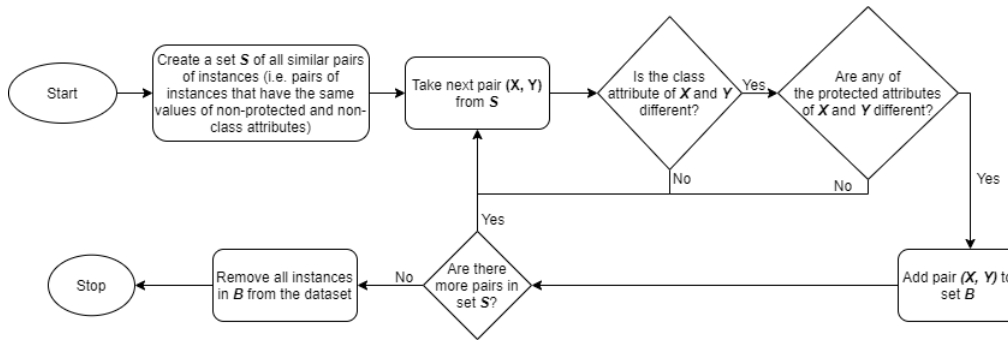 Start
Create a set S of all similar pairs
of instances (i.e. pairs of
instances that have the same
values of non-protected and non-
class attributes)
Take next pair (X, Y)
from S
Is the class
attribute of X and Y
different?
Yes
Are any of
the protected attributes
of X and Y different?
No
No
Yes
Yes
Stop
Remove all instances
in B from the dataset
No
Are there
more pairs in
set S?
Add pair (X, Y) to
set B